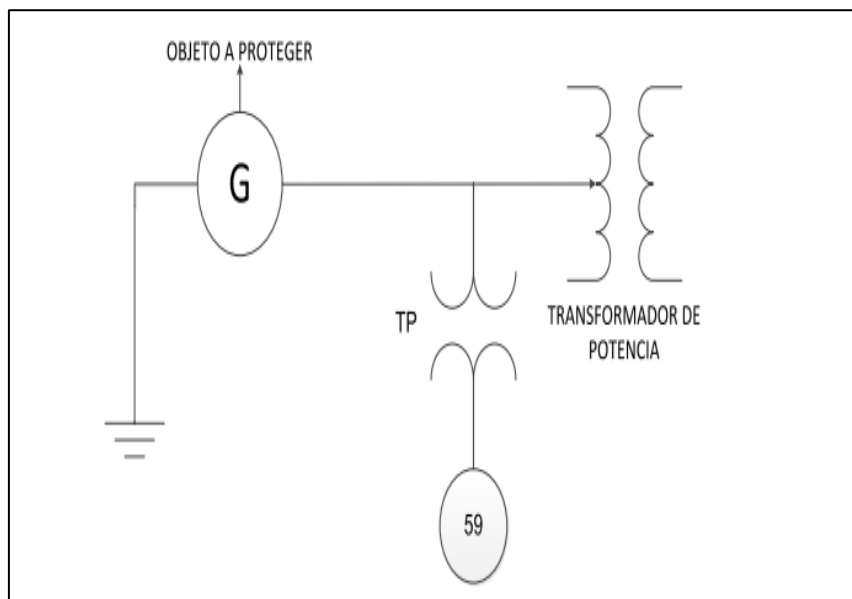 OBJETO A PROTEGER
G
TP
TRANSFORMADOR DE
POTENCIA
59